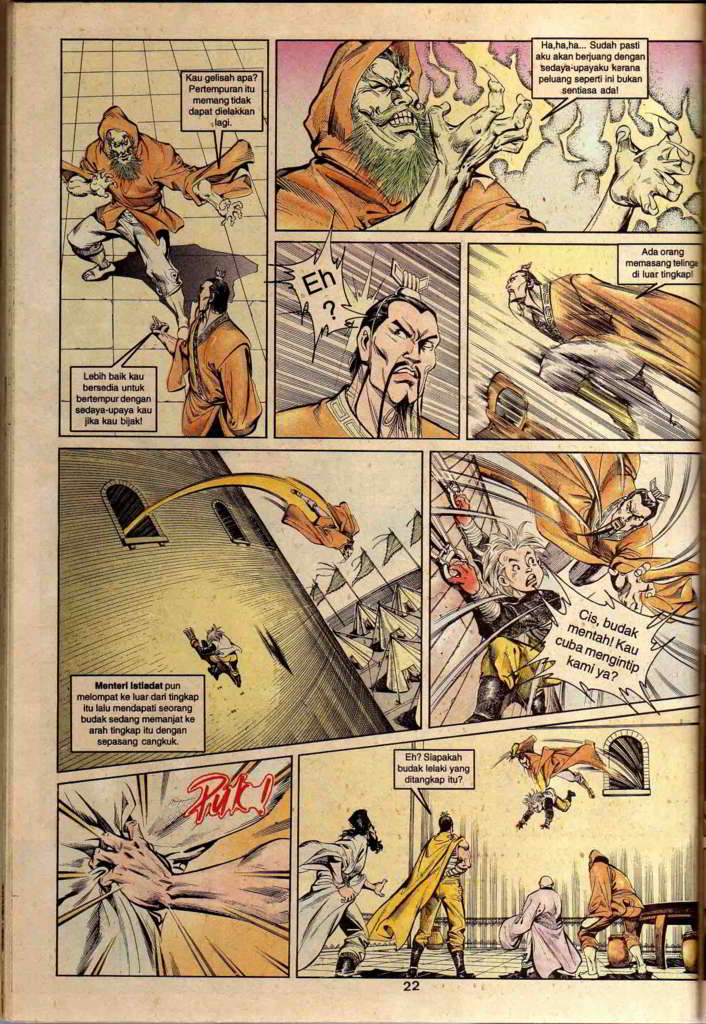 Kau gelisah apa?
Pertempuran itu
memang tidak
dapat dielakkan
lagi.
Lebih baik kau
bersedia untuk
bertempur dengan
sedaya-upaya kau
jika kau bijak!
Ha,ha,ha... Sudah pasti
aku akan berjuang dengan
sedaya-upayaku kerana
peluang seperti ini bukan
sentiasa ada!
Eh
?
Ada orang
memasang telinga
di luar tingkap!
Menteri Istiadat pun
melompat ke luar dari tingkap
itu lalu mendapati seorang
budak sedang memanjat ke
arah tingkap itu dengan
sepasang cangkuk.
Cis, budak
mentah! Kau
cuba mengintip
kami ya?
Eh? Siapakah
budak lelaki yang
ditangkap itu?
22